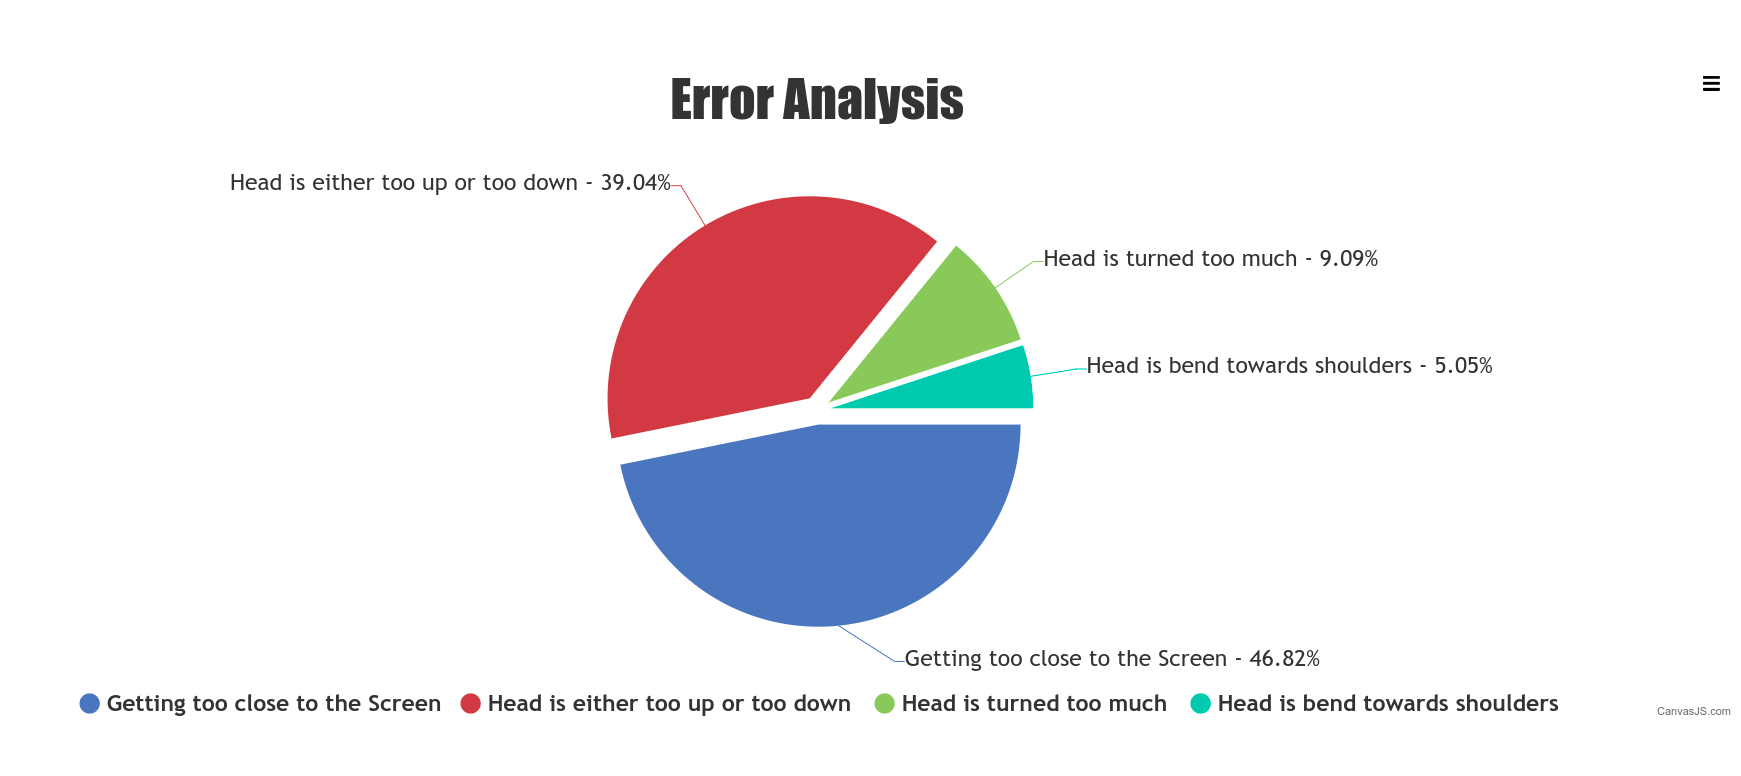 Error Analysis
Head is either too up or too down - 39.04%
Head is turned too much - 9.09%
Head is bend towards shoulders - 5.05%
Getting too close to the Screen - 46.82%
Getting too close to the Screen Head is either too up or too down Head is turned too much Head is bend towards shoulders
CanvasJS.com